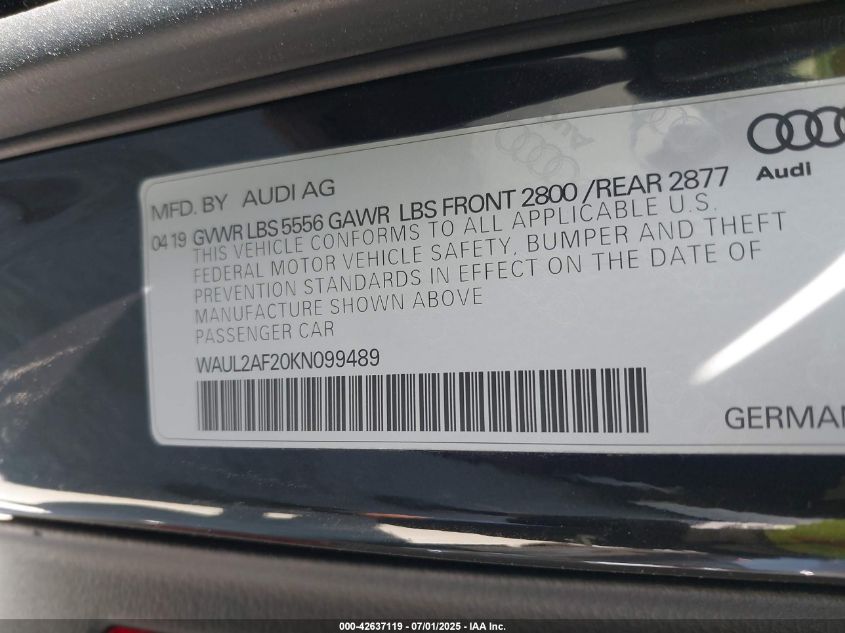 Audi
MFD. BY AUDI AG
04 19 GVWR LBS 5556 GAWR LBS FRONT 2800 /REAR 2877
THIS VEHICLE CONFORMS TO ALL APPLICABLE U.S.
FEDERAL MOTOR VEHICLE SAFETY, BUMPER AND THEFT
PREVENTION STANDARDS IN EFFECT ON THE DATE OF
MANUFACTURE SHOWN ABOVE
PASSENGER CAR
WAUL2AF20KN099489
GERMAN
000-42637119 / 07/01/2025 - IAA Inc.